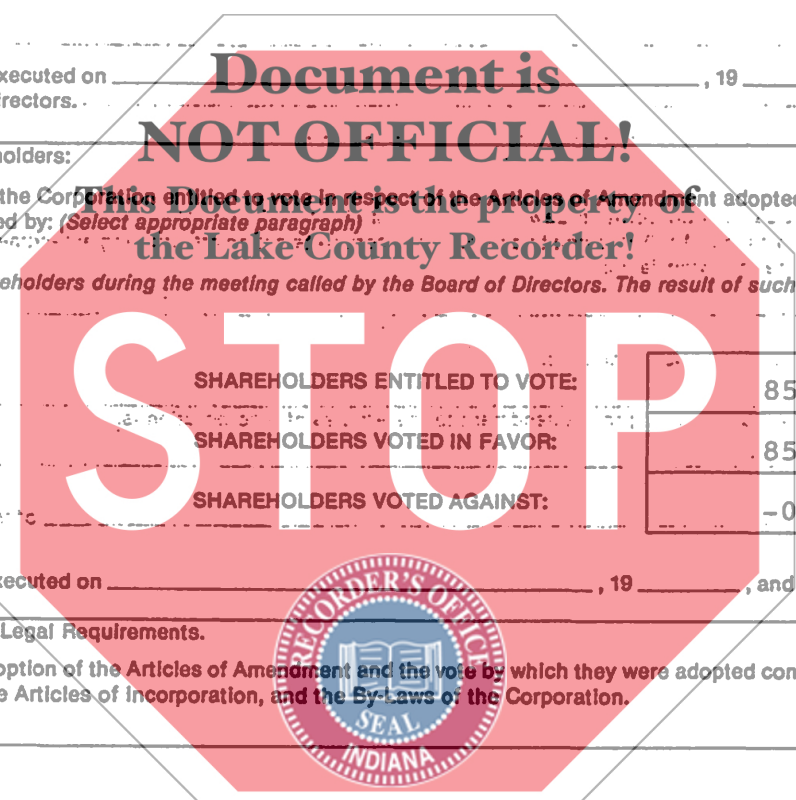 Document is
xecuted on , 19
rectors.
NOT OFFICIAL!
holders:
the Corporation entitled to vote in respect of the Articles of Amendment adopted
This Document is the property of
ed by: (Select appropriate paragraph)
the Lake County Recorder!
eholders during the meeting called by the Board of Directors. The result of such
STOP
SHAREHOLDERS ENTITLED TO VOTE: 85
SHAREHOLDERS VOTED IN FAVOR: 85
SHAREHOLDERS VOTED AGAINST: -0
xecuted on , 19 , and
RECORDER'S OFFICE
Legal Requirements.
option of the Articles of Amendment and the vote by which they were adopted con
e Articles of Incorporation, and the By-Laws of the Corporation.
SEAL
INDIANA